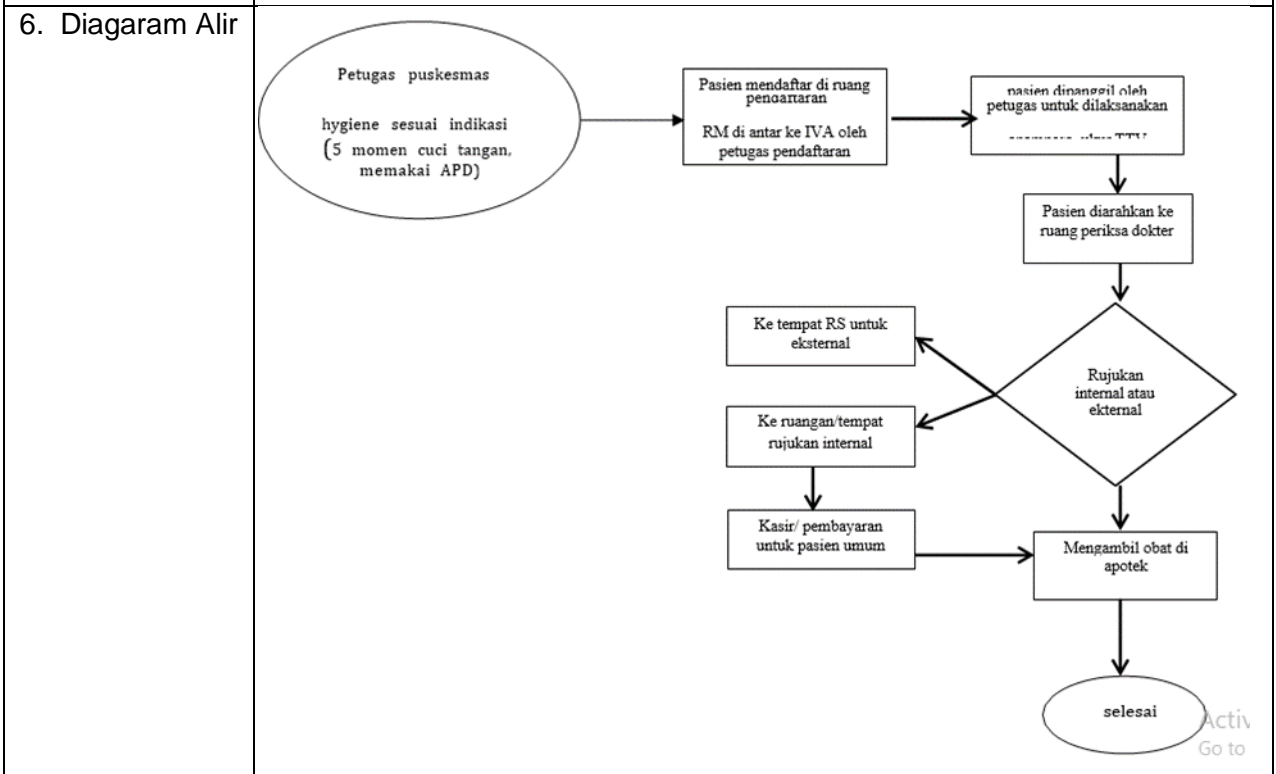 6. Diagaram Alir
Petugas puskesmas
hygiene sesuai indikasi
(5 momen cuci tangan,
memakai APD)
Pasien mendaftar di ruang
pendaftaran
RM di antar ke IVA oleh
petugas pendaftaran
pasien dipanggil oleh
petugas untuk dilaksanakan
TTV
Pasien diarahkan ke
ruang periksa dokter
Rujukan
internal atau
ekternal
Ke tempat RS untuk
eksternal
Ke ruangan/tempat
rujukan internal
Kasir/ pembayaran
untuk pasien umum
Mengambil obat di
apotek
selesai
Activ
Go to